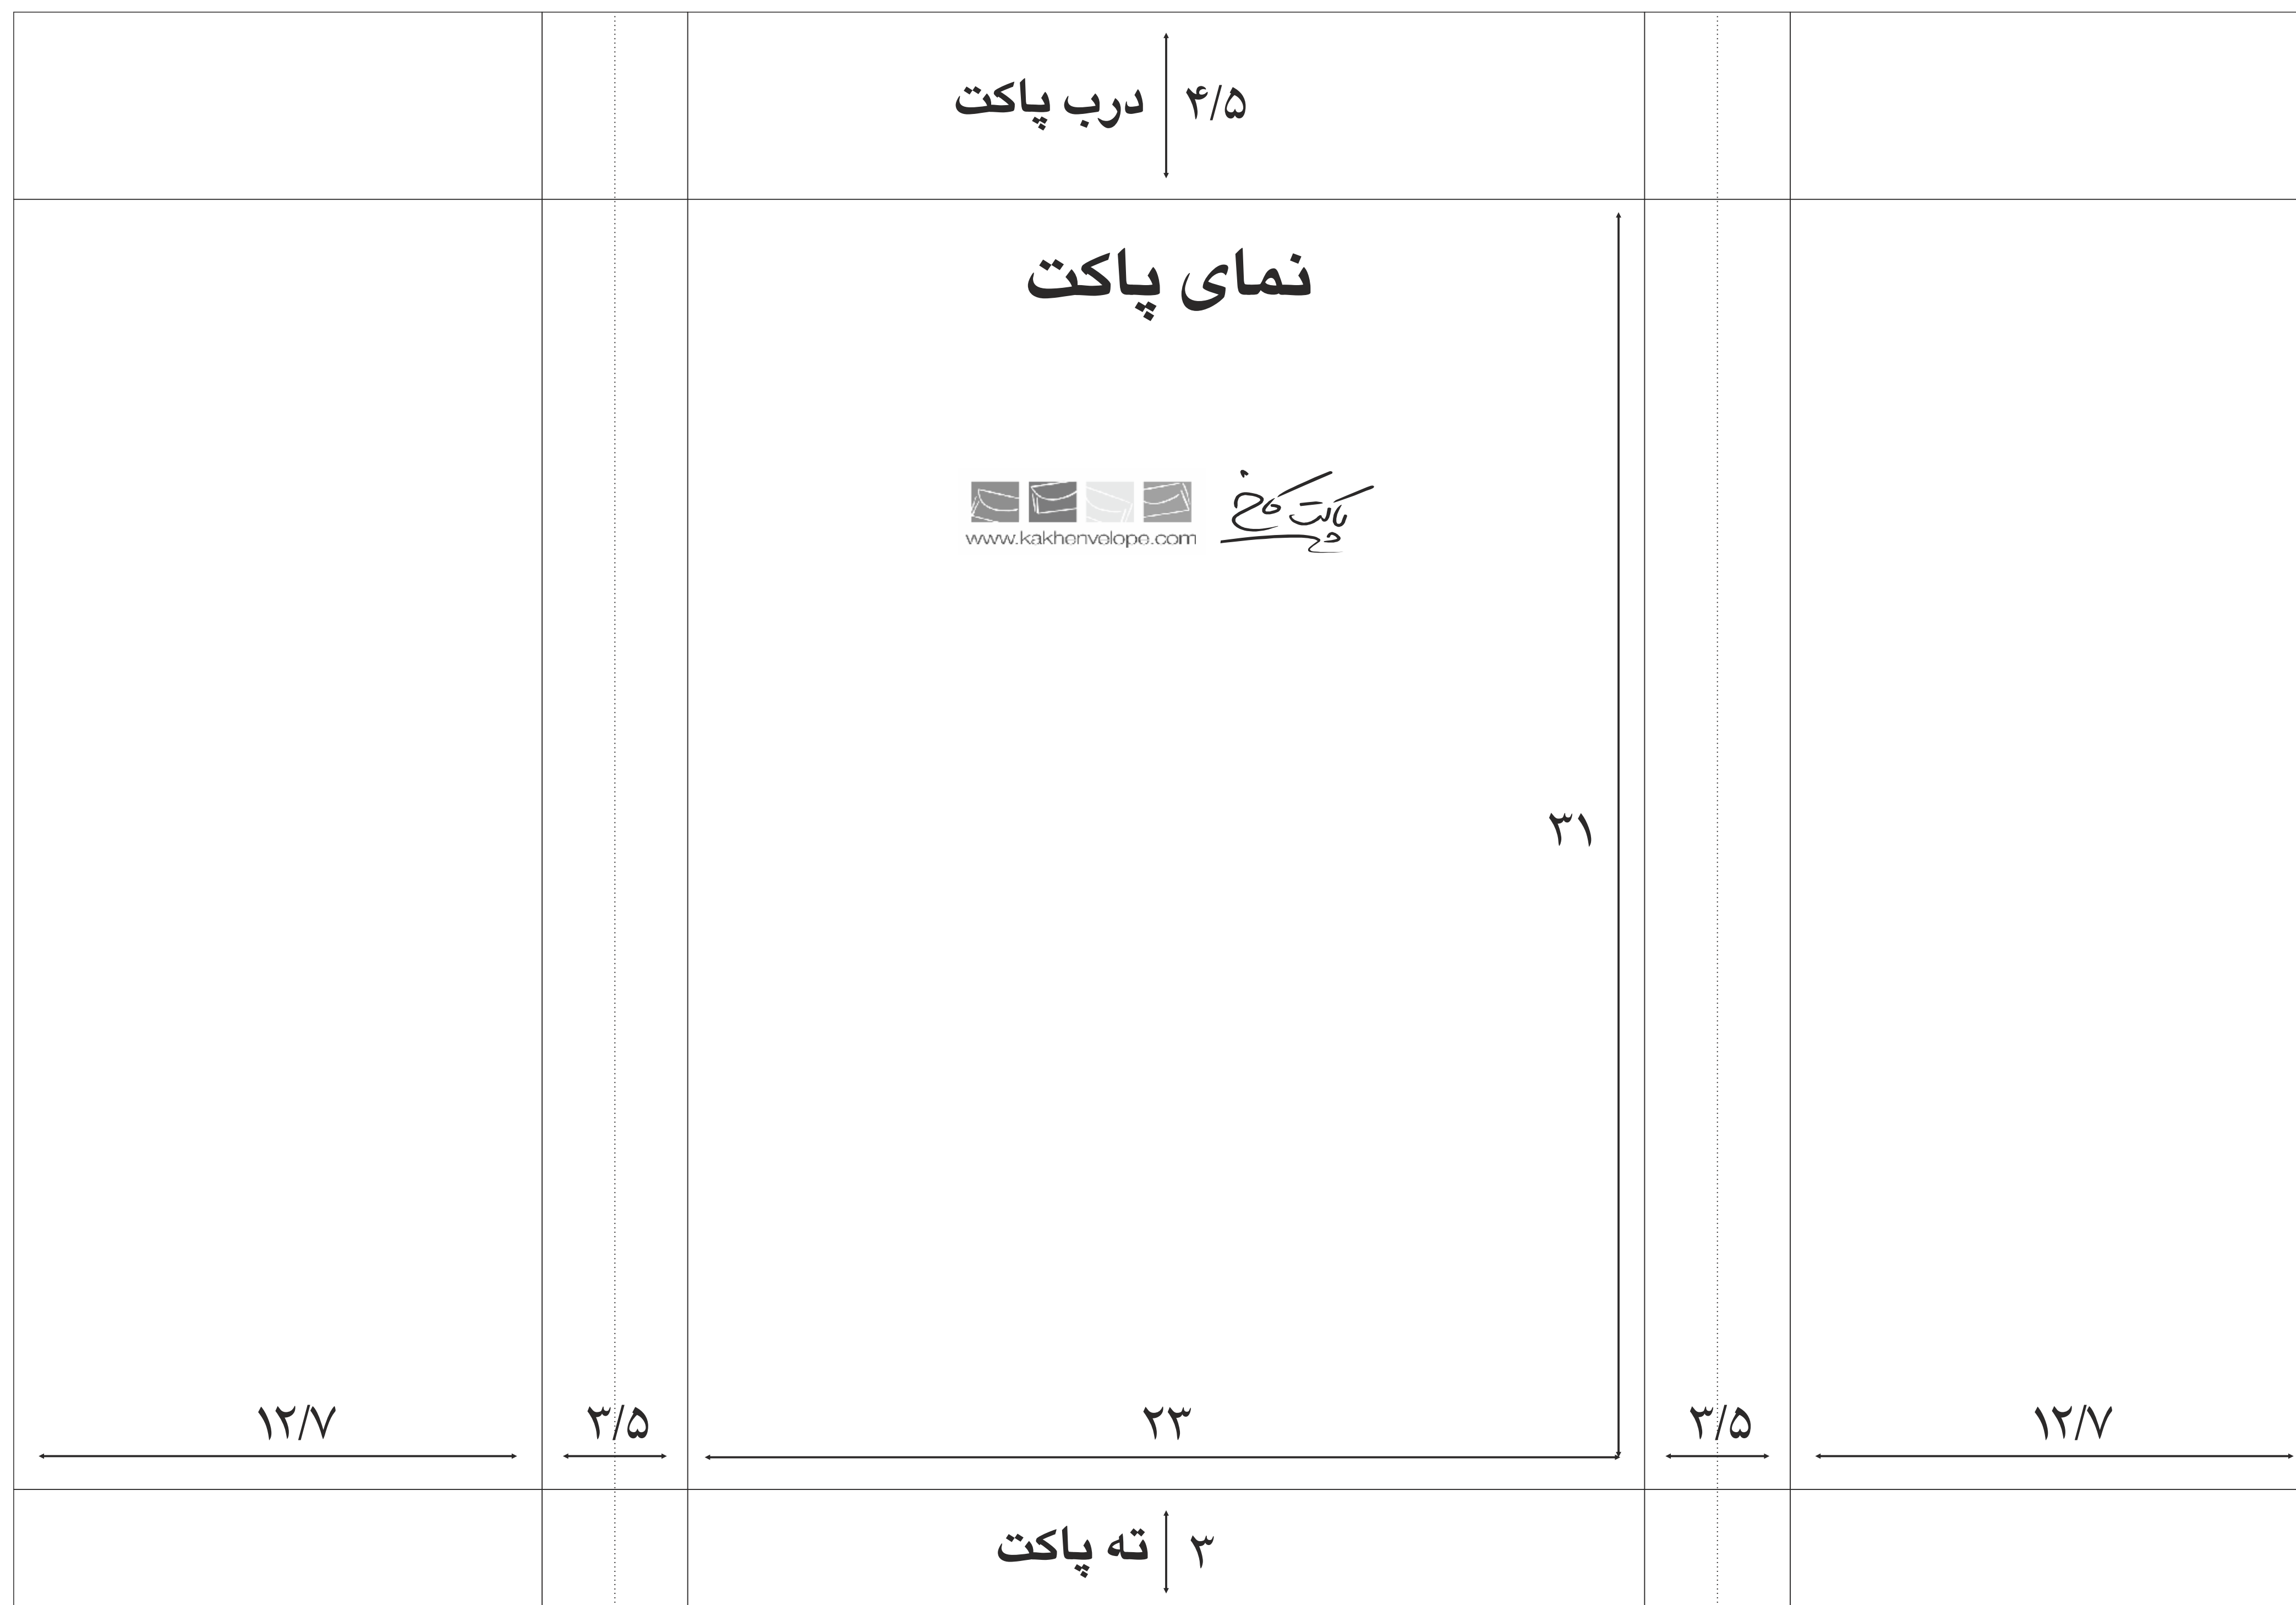 درب پاکت ۴/۵
نمای پاکت
پاکت کاخ
www.kakhenvelope.com
۳۱
۱۲/۷ ۳/۵ ۲۳ ۳/۵ ۱۲/۷
ته پاکت ۳